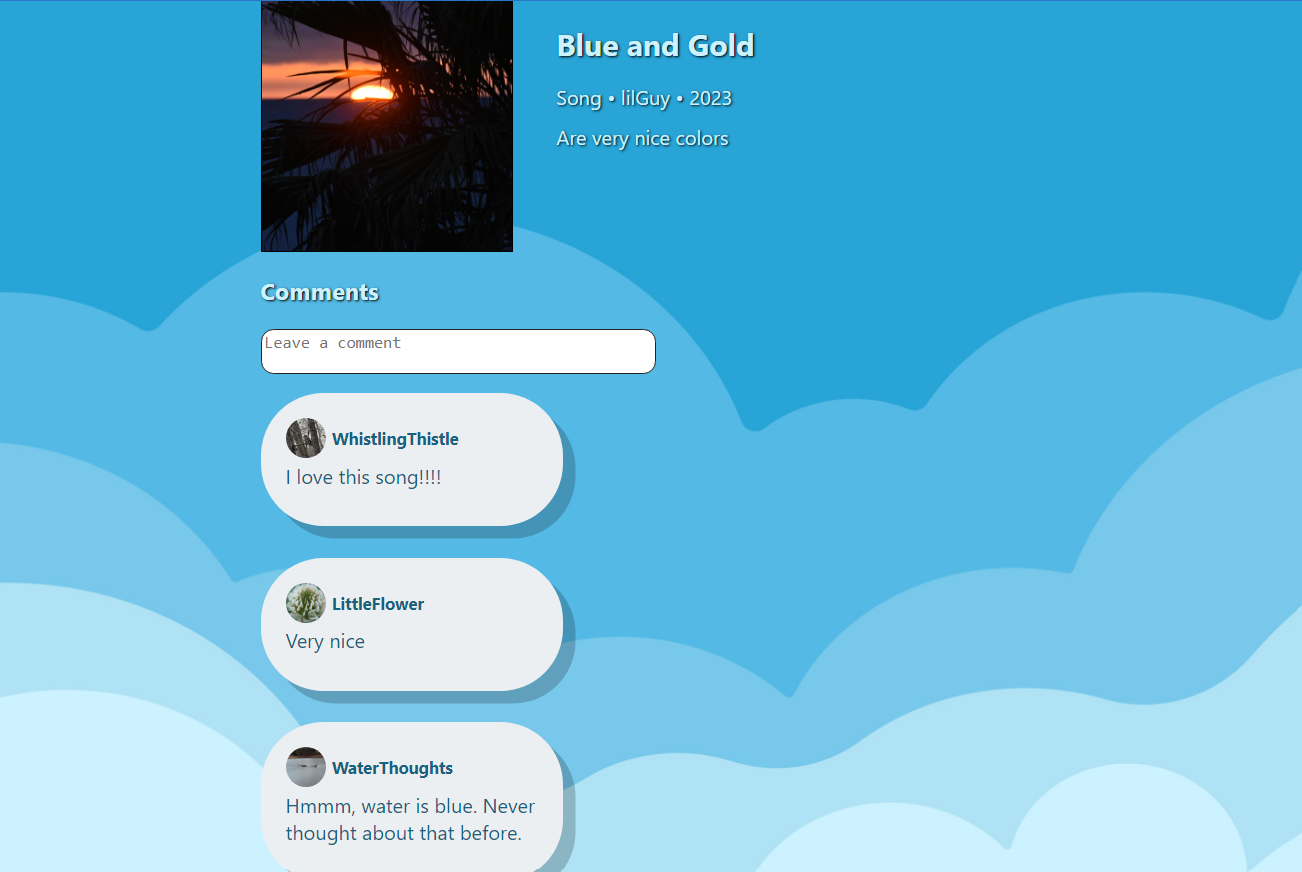 Blue and Gold
Song • lilGuy • 2023
Are very nice colors
Comments
Leave a comment
WhistlingThistle
I love this song!!!!
LittleFlower
Very nice
WaterThoughts
Hmmm, water is blue. Never
thought about that before.